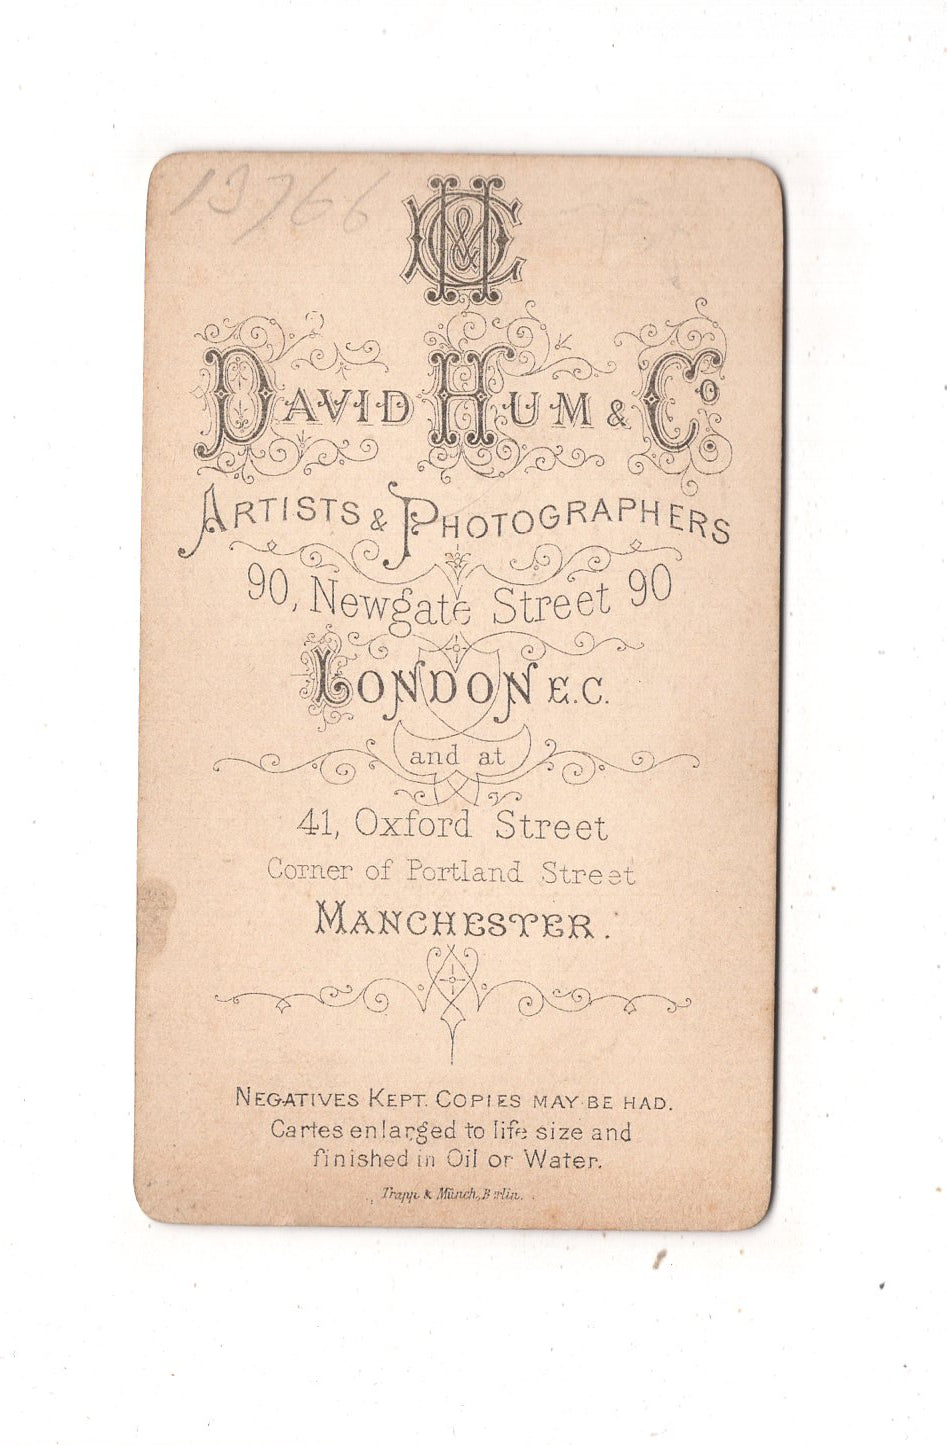 13766
DH&C
DAVID HUM & Co.
ARTISTS & PHOTOGRAPHERS
90, Newgate Street 90
LONDON E.C.
and at
41, Oxford Street
Corner of Portland Street
MANCHESTER.
NEGATIVES KEPT. COPIES MAY BE HAD.
Cartes enlarged to life size and
finished in Oil or Water.
Trapp & Münch, Berlin.